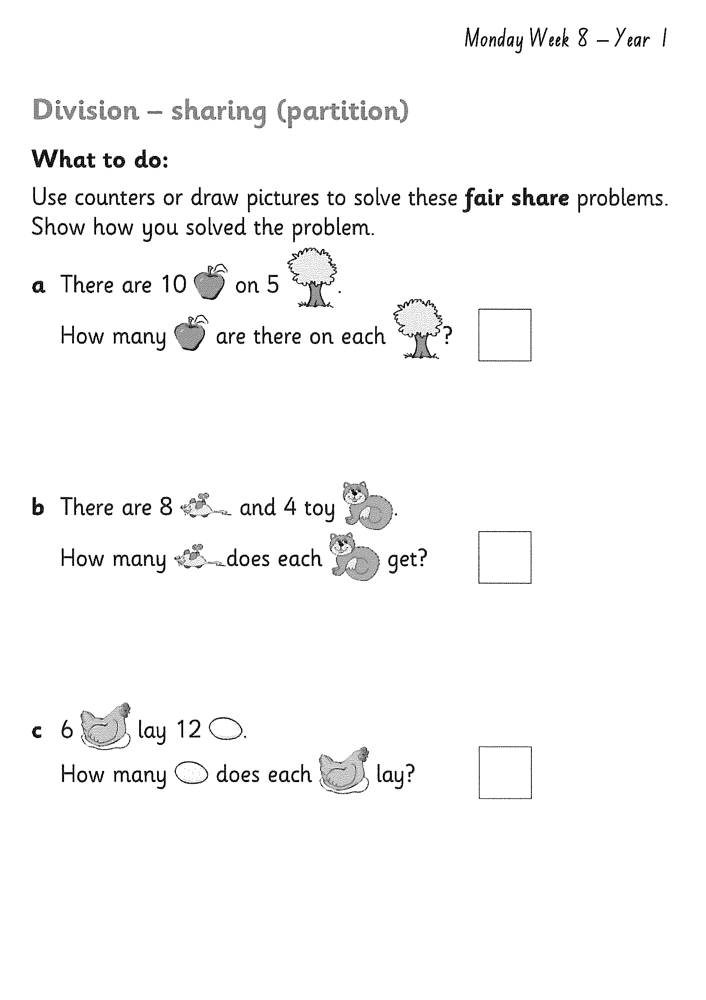 Monday Week 8 – Year 1
Division – sharing (partition)
What to do:
Use counters or draw pictures to solve these fair share problems.
Show how you solved the problem.
a There are 10 on 5 .
How many are there on each ?
b There are 8 and 4 toy .
How many does each get?
c 6 lay 12 .
How many does each lay?